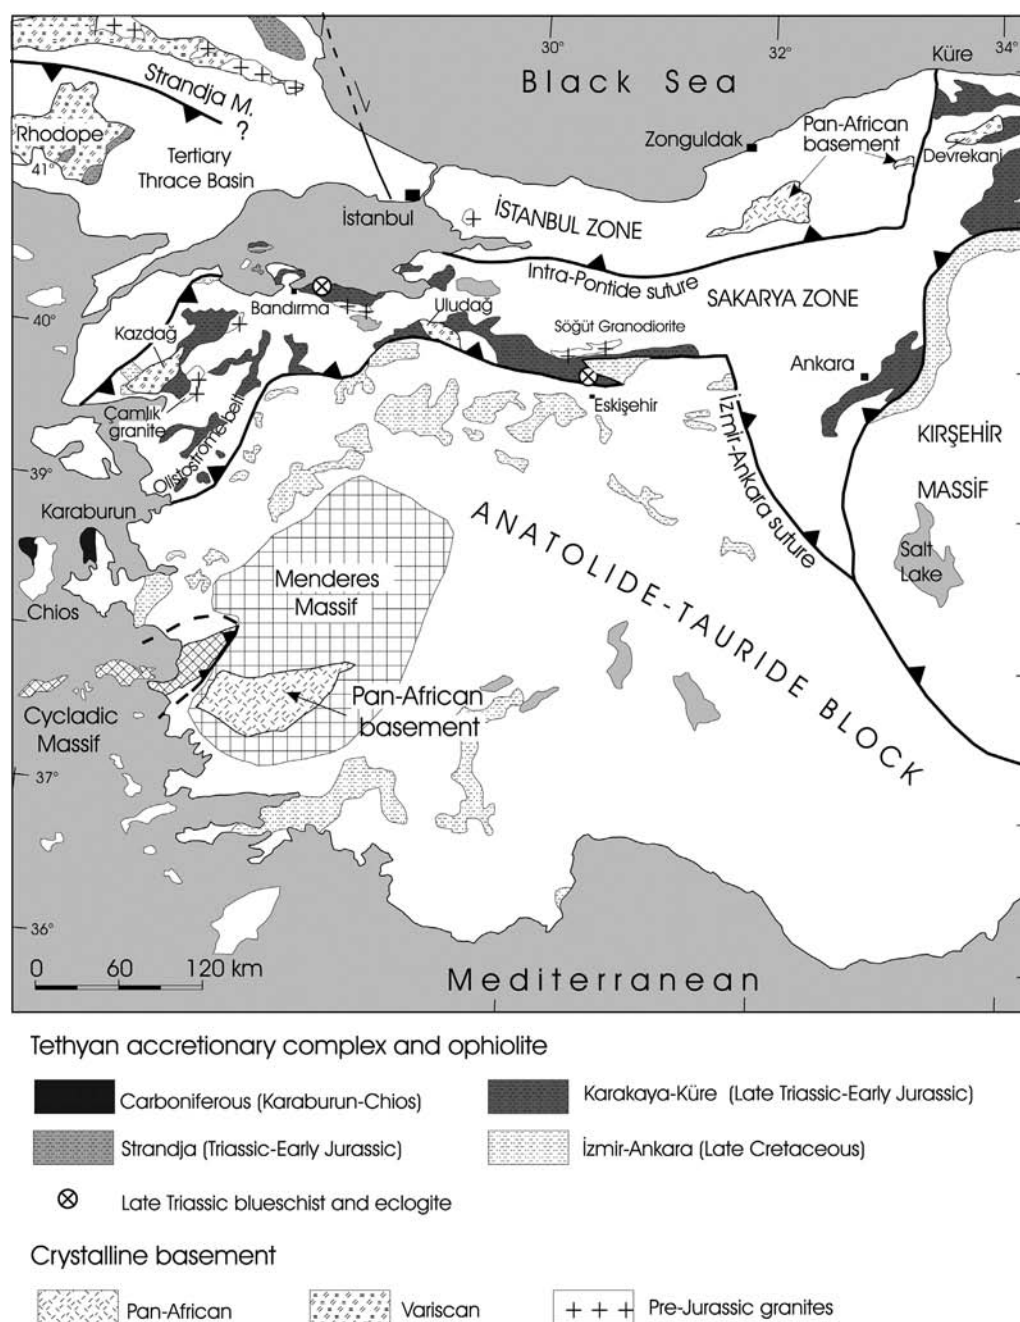 30°
32°
34°
Küre
Black Sea
Strandja M.
?
Rhodope
41°
Tertiary
Thrace Basin
Zonguldak
Pan-African
basement
Devrekani
İstanbul
İSTANBUL ZONE
Intra-Pontide suture
SAKARYA ZONE
40°
Bandırma
Uludağ
Kazdağ
Söğüt Granodiorite
Ankara
Çamlık
granite
Eskişehir
Olistostrome belt
İzmir-Ankara suture
KIRŞEHİR
MASSİF
39°
Karaburun
ANATOLIDE-TAURIDE BLOCK
Salt
Lake
Menderes
Massif
Chios
Pan-African
basement
Cycladic
Massif
37°
36°
0 60 120 km
Mediterranean
Tethyan accretionary complex and ophiolite
Carboniferous (Karaburun-Chios)
Karakaya-Küre (Late Triassic-Early Jurassic)
Strandja (Triassic-Early Jurassic)
İzmir-Ankara (Late Cretaceous)
Late Triassic blueschist and eclogite
Crystalline basement
Pan-African
Variscan
Pre-Jurassic granites